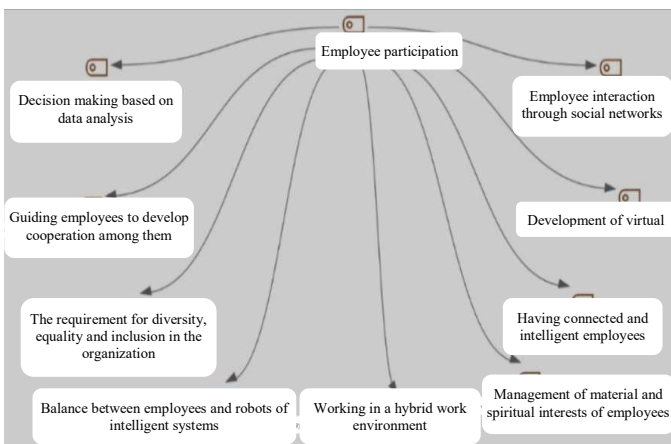 Employee participation
Decision making based on
data analysis
Employee interaction
through social networks
Guiding employees to develop
cooperation among them
Development of virtual
The requirement for diversity,
equality and inclusion in the
organization
Having connected and
intelligent employees
Balance between employees and robots of
intelligent systems
Working in a hybrid work
environment
Management of material and
spiritual interests of employees